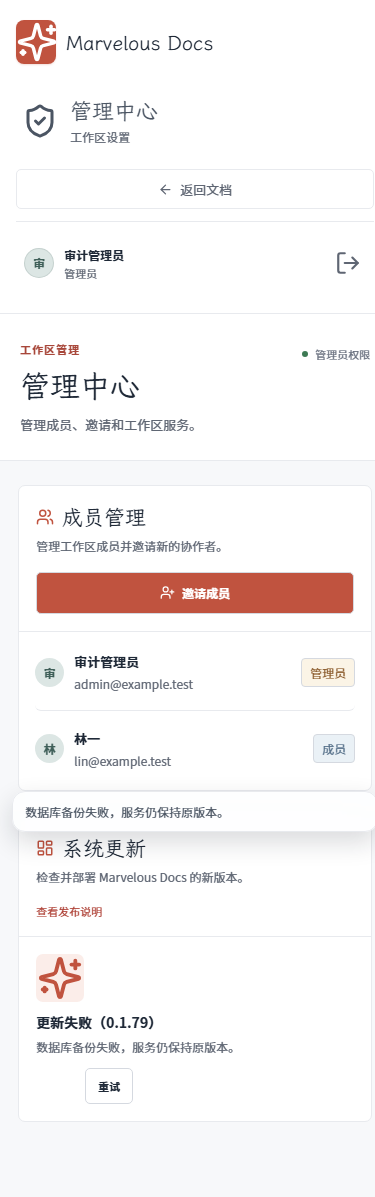 Marvelous Docs
管理中心
工作区设置
返回文档
审
审计管理员
管理员
工作区管理
管理员权限
管理中心
管理成员、邀请和工作区服务。
成员管理
管理工作区成员并邀请新的协作者。
邀请成员
审
审计管理员
admin@example.test
管理员
林
林一
lin@example.test
成员
数据库备份失败，服务仍保持原版本。
系统更新
检查并部署 Marvelous Docs 的新版本。
查看发布说明
更新失败（0.1.79）
数据库备份失败，服务仍保持原版本。
重试